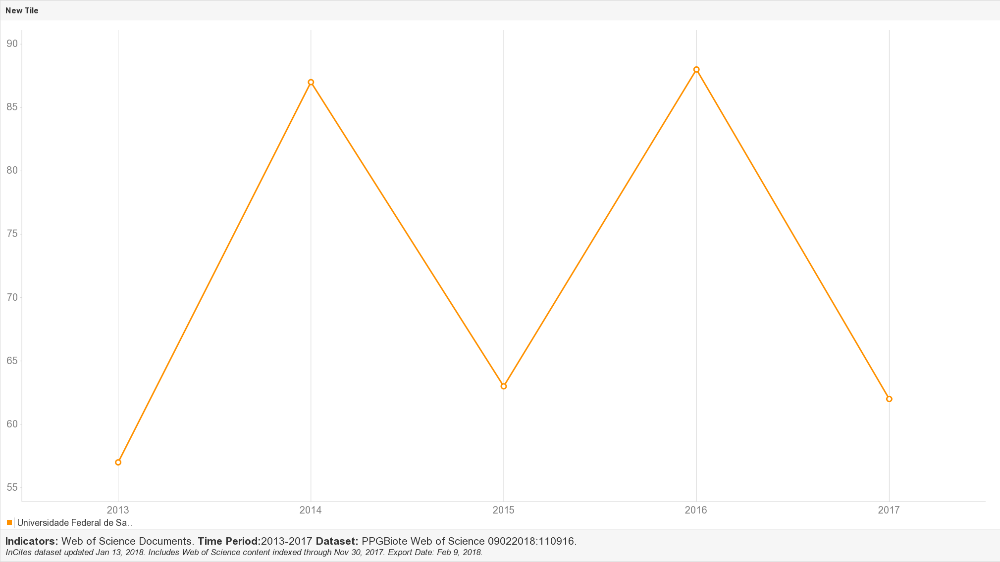 New Tile
90
85
80
75
70
65
60
55
2013 2014 2015 2016 2017
Universidade Federal de Sa..
Indicators: Web of Science Documents. Time Period:2013-2017 Dataset: PPGBiote Web of Science 09022018:110916.
InCites dataset updated Jan 13, 2018. Includes Web of Science content indexed through Nov 30, 2017. Export Date: Feb 9, 2018.